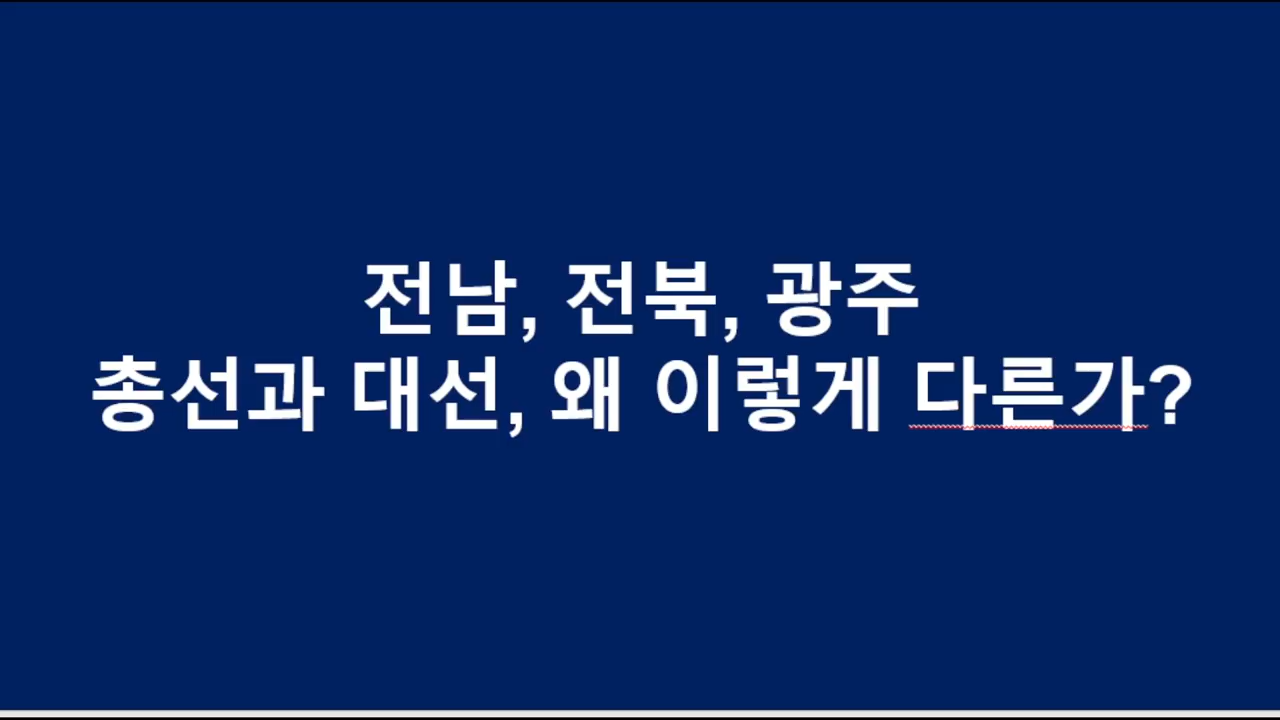 전남, 전북, 광주
총선과 대선, 왜 이렇게 다른가?